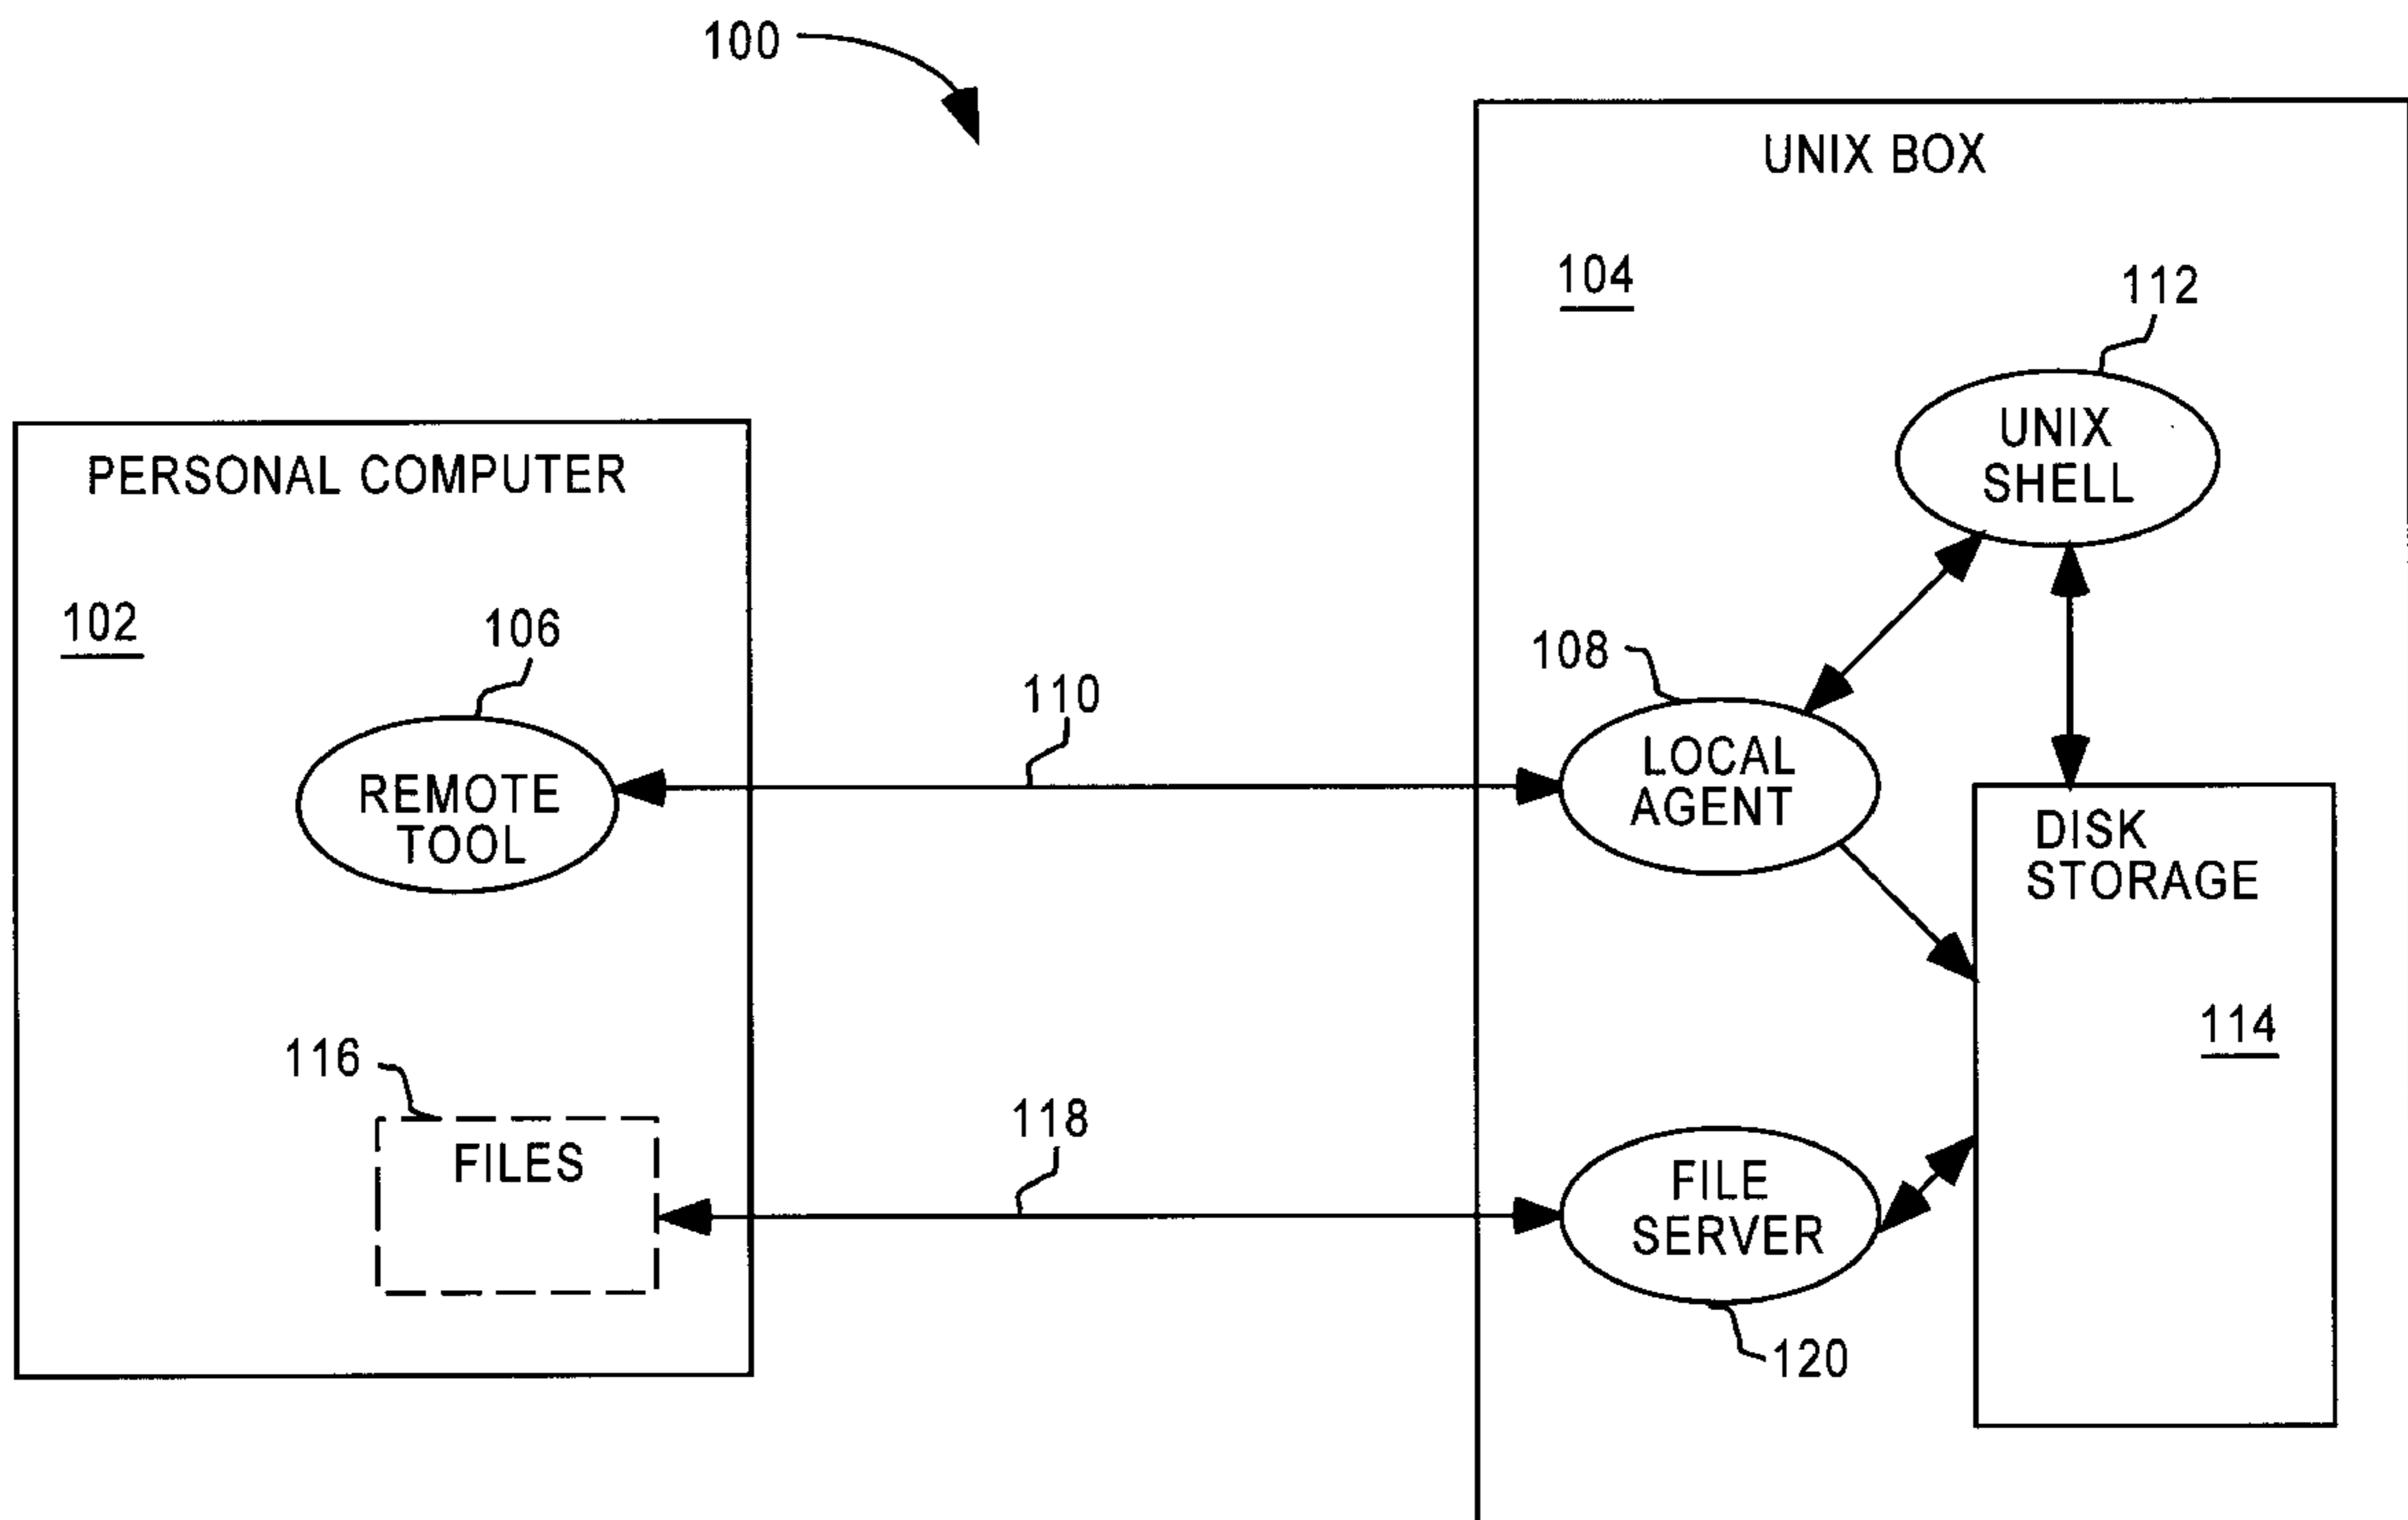 100
UNIX BOX
104
112
UNIX
SHELL
PERSONAL COMPUTER
102
106
REMOTE
TOOL
110
108
LOCAL
AGENT
DISK
STORAGE
114
116
FILES
118
FILE
SERVER
120